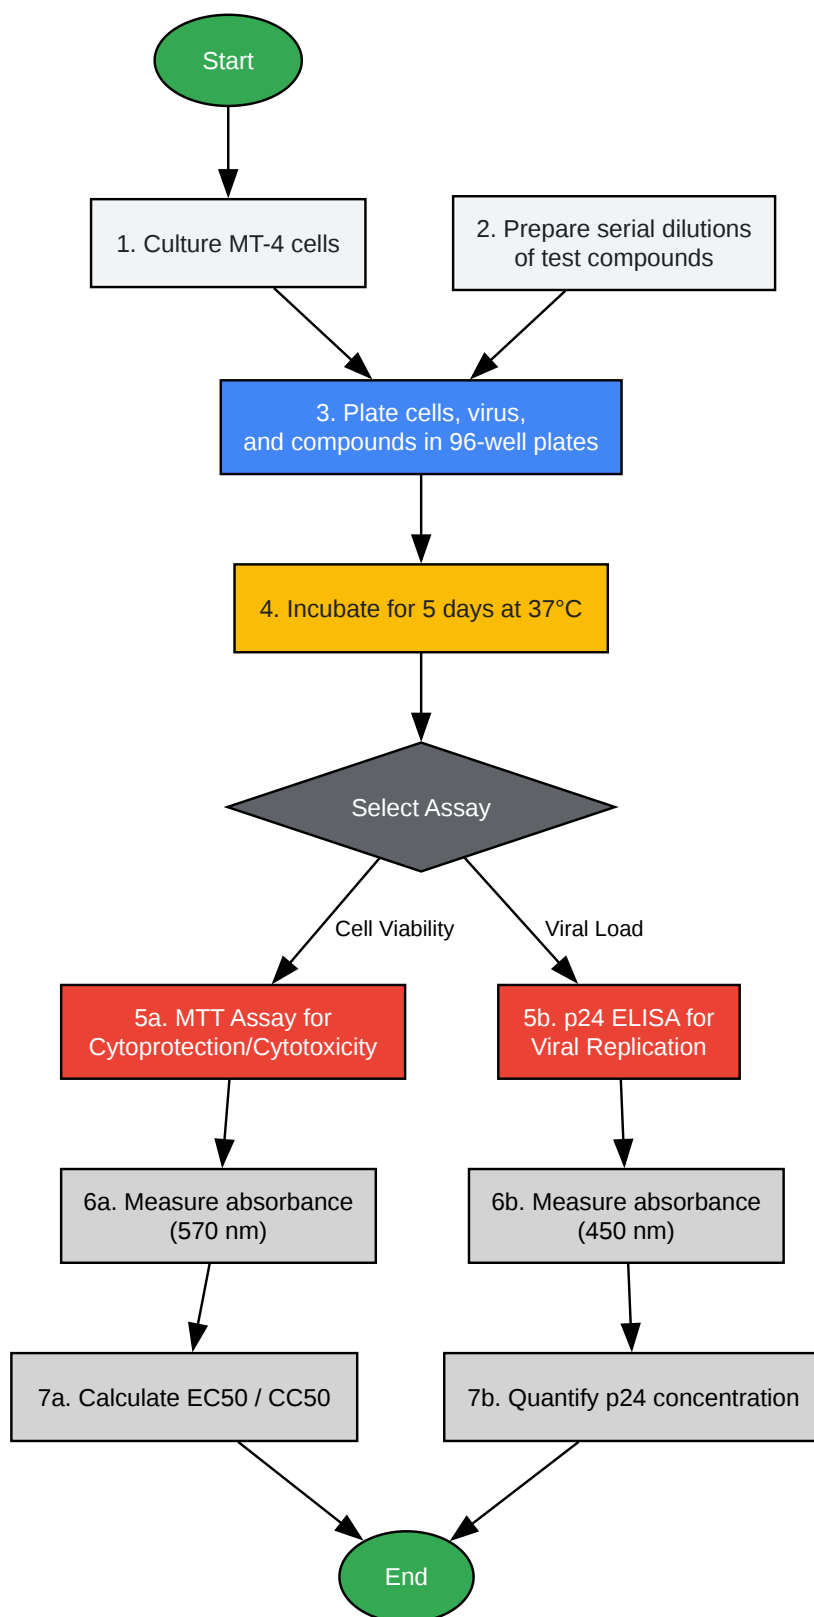 Start
1. Culture MT-4 cells
2. Prepare serial dilutions
of test compounds
3. Plate cells, virus,
and compounds in 96-well plates
4. Incubate for 5 days at 37°C
Select Assay
Cell Viability
Viral Load
5a. MTT Assay for
Cytoprotection/Cytotoxicity
5b. p24 ELISA for
Viral Replication
6a. Measure absorbance
(570 nm)
6b. Measure absorbance
(450 nm)
7a. Calculate EC50 / CC50
7b. Quantify p24 concentration
End